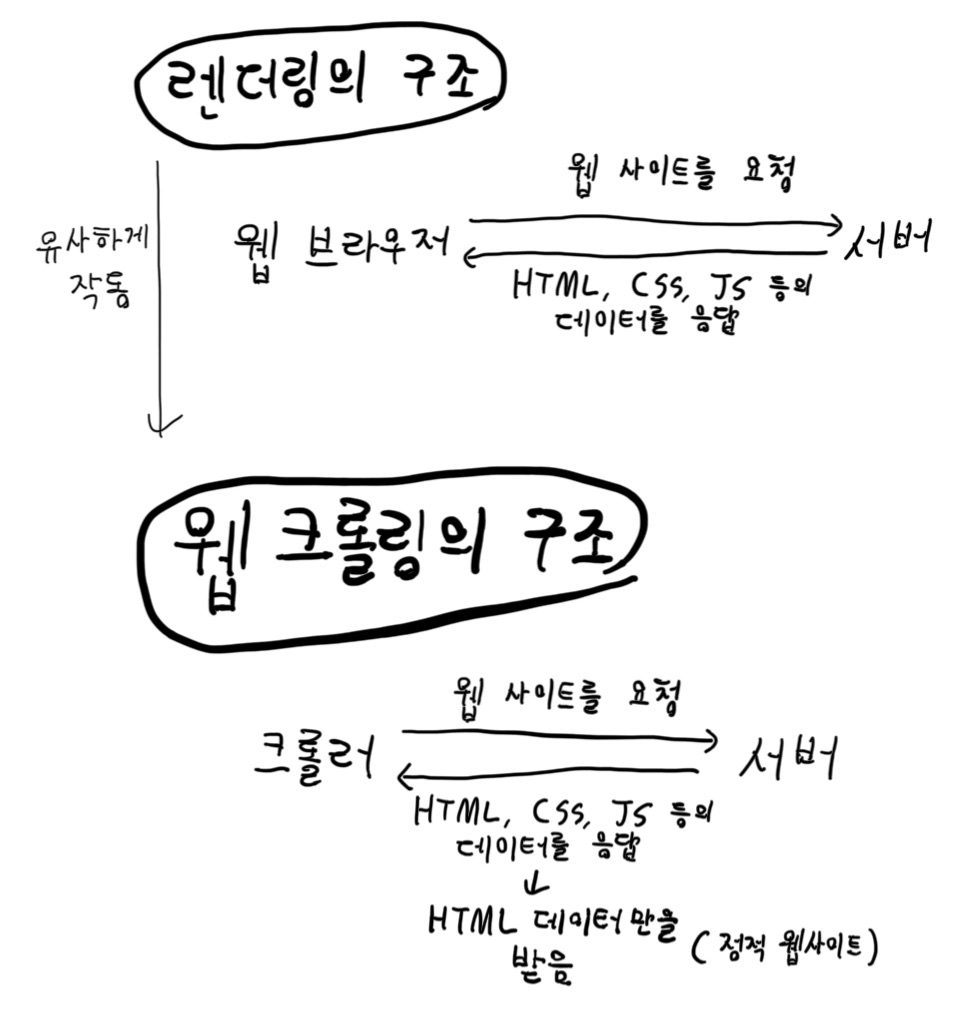 렌더링의 구조
유사하게
작동
웹 사이트를 요청
웹 브라우저
서버
HTML, CSS, JS 등의
데이터를 응답
웹 크롤링의 구조
웹 사이트를 요청
크롤러
서버
HTML, CSS, JS 등의
데이터를 응답
HTML 데이터만을
받음
(정적 웹사이트)